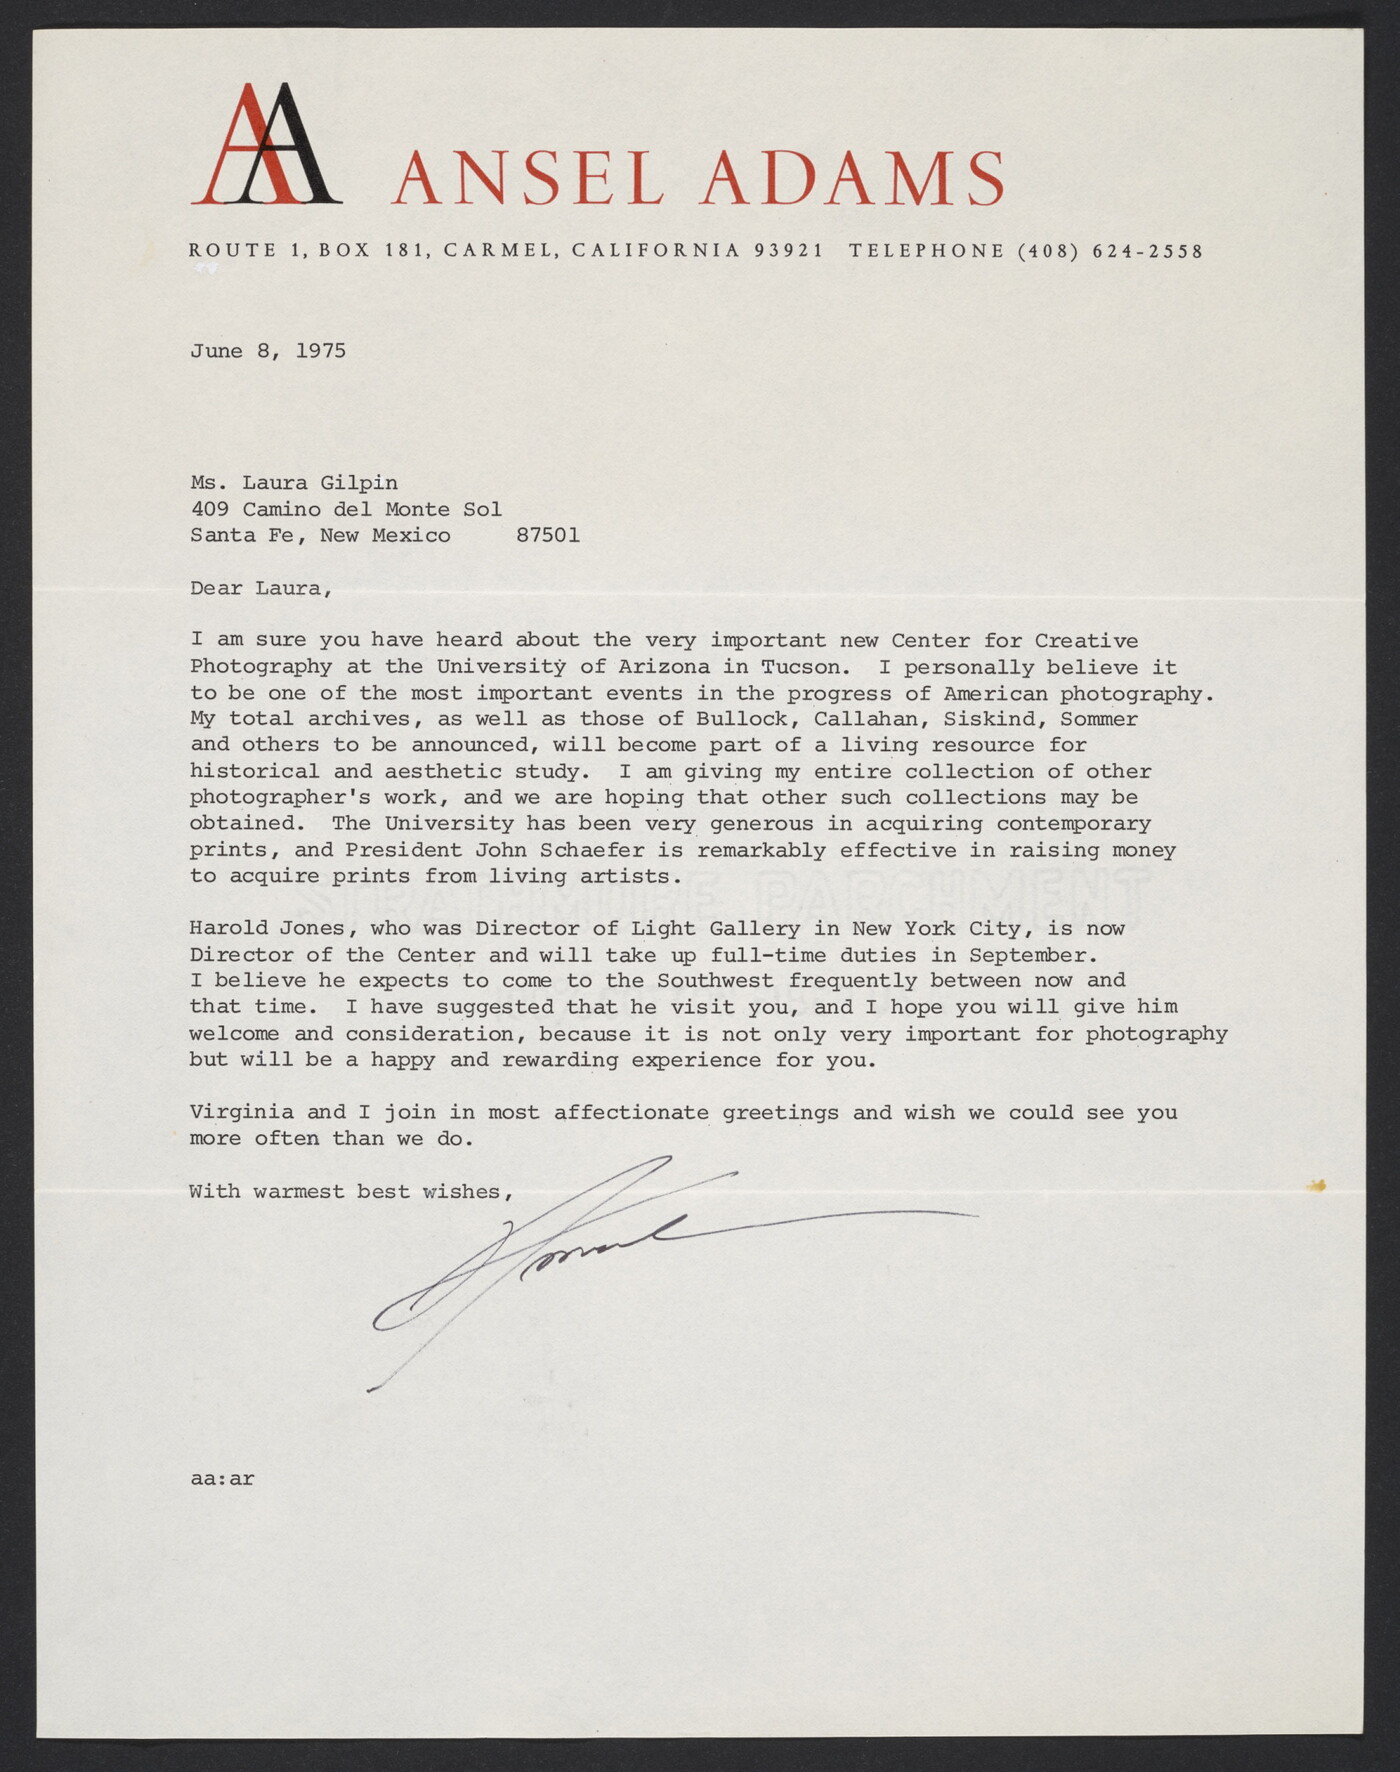 AA ANSEL ADAMS
ROUTE 1, BOX 181, CARMEL, CALIFORNIA 93921 TELEPHONE (408) 624-2558
June 8, 1975
Ms. Laura Gilpin
409 Camino del Monte Sol
Santa Fe, New Mexico 87501
Dear Laura,
I am sure you have heard about the very important new Center for Creative
Photography at the University of Arizona in Tucson. I personally believe it
to be one of the most important events in the progress of American photography.
My total archives, as well as those of Bullock, Callahan, Siskind, Sommer
and others to be announced, will become part of a living resource for
historical and aesthetic study. I am giving my entire collection of other
photographer's work, and we are hoping that other such collections may be
obtained. The University has been very generous in acquiring contemporary
prints, and President John Schaefer is remarkably effective in raising money
to acquire prints from living artists.
STRATHMORE PARCHMENT
Harold Jones, who was Director of Light Gallery in New York City, is now
Director of the Center and will take up full-time duties in September.
I believe he expects to come to the Southwest frequently between now and
that time. I have suggested that he visit you, and I hope you will give him
welcome and consideration, because it is not only very important for photography
but will be a happy and rewarding experience for you.
Virginia and I join in most affectionate greetings and wish we could see you
more often than we do.
With warmest best wishes,
Ansel
aa:ar